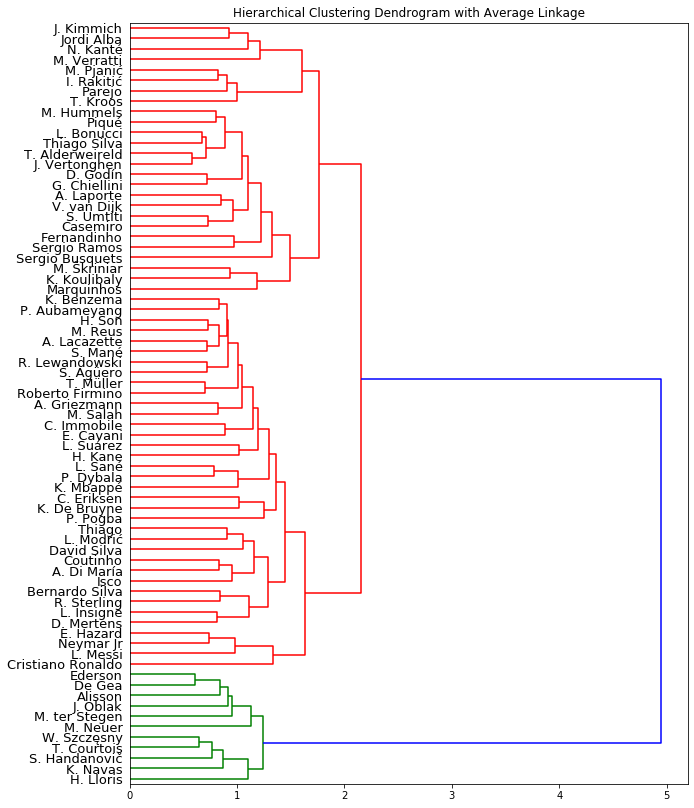 Hierarchical Clustering Dendrogram with Average Linkage
J. Kimmich
Jordi Alba
N. Kanté
M. Verratti
M. Pjanić
I. Rakitić
Parejo
T. Kroos
M. Hummels
Piqué
L. Bonucci
Thiago Silva
T. Alderweireld
J. Vertonghen
D. Godín
G. Chiellini
A. Laporte
V. van Dijk
S. Umtiti
Casemiro
Fernandinho
Sergio Ramos
Sergio Busquets
M. Škriniar
K. Koulibaly
Marquinhos
K. Benzema
P. Aubameyang
H. Son
M. Reus
A. Lacazette
S. Mané
R. Lewandowski
S. Agüero
T. Müller
Roberto Firmino
A. Griezmann
M. Salah
C. Immobile
E. Cavani
L. Suárez
H. Kane
L. Sané
P. Dybala
K. Mbappé
C. Eriksen
K. De Bruyne
P. Pogba
Thiago
L. Modrić
David Silva
Coutinho
A. Di María
Isco
Bernardo Silva
R. Sterling
L. Insigne
D. Mertens
E. Hazard
Neymar Jr
L. Messi
Cristiano Ronaldo
Ederson
De Gea
Alisson
J. Oblak
M. ter Stegen
M. Neuer
W. Szczęsny
T. Courtois
S. Handanovič
K. Navas
H. Lloris
0 1 2 3 4 5